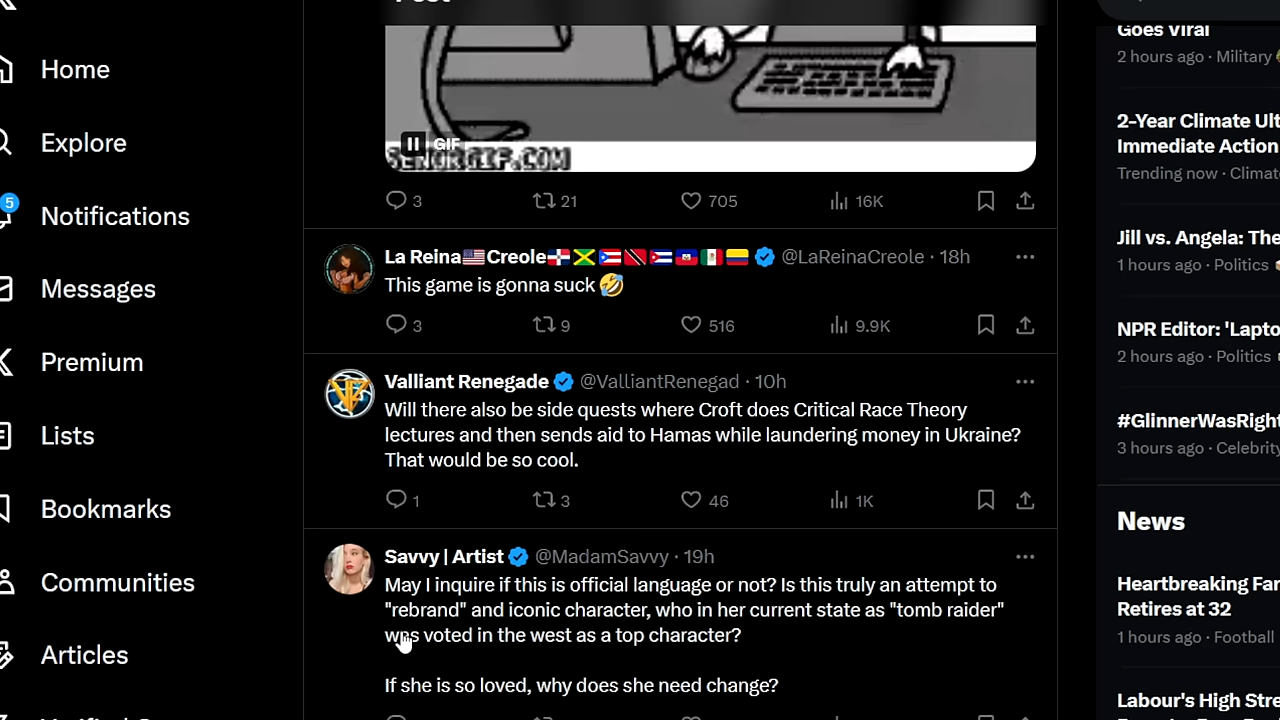 Home
Explore
5
Notifications
Messages
Premium
Lists
Bookmarks
Communities
Articles
GIF
SENORGIF.COM
3 21 705 16K
La Reina🇺🇸Creole🇩🇴🇯🇲🇵🇷🇹🇹🇨🇺🇭🇹🇲🇽🇨🇴 @LaReinaCreole · 18h
This game is gonna suck 🤣
3 9 516 9.9K
Valliant Renegade @ValliantRenegad · 10h
Will there also be side quests where Croft does Critical Race Theory
lectures and then sends aid to Hamas while laundering money in Ukraine?
That would be so cool.
1 3 46 1K
Savvy | Artist @MadamSavvy · 19h
May I inquire if this is official language or not? Is this truly an attempt to
"rebrand" and iconic character, who in her current state as "tomb raider"
was voted in the west as a top character?
If she is so loved, why does she need change?
Goes Viral
2 hours ago · Military
2-Year Climate Ult
Immediate Action
Trending now · Climat
Jill vs. Angela: The
1 hours ago · Politics
NPR Editor: 'Lapto
2 hours ago · Politics
#GlinnerWasRight
3 hours ago · Celebrity
News
Heartbreaking Far
Retires at 32
1 hours ago · Football
Labour's High Stre